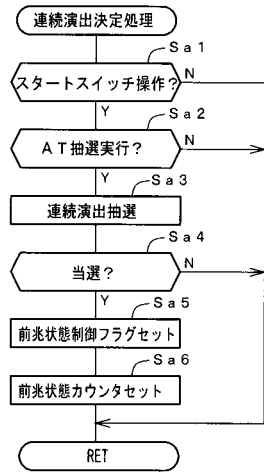 連続演出決定処理
Sa1
スタートスイッチ操作?
N
Y
Sa2
AT抽選実行?
N
Y
Sa3
連続演出抽選
Sa4
当選?
N
Y
Sa5
前兆状態制御フラグセット
Sa6
前兆状態カウンタセット
RET